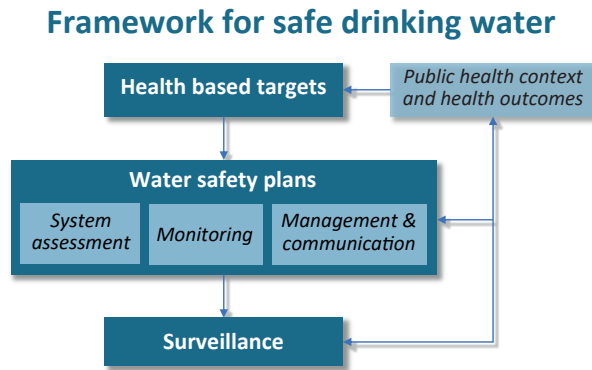 Framework for safe drinking water
Health based targets
Public health context
and health outcomes
Water safety plans
System
assessment
Monitoring
Management &
communication
Surveillance